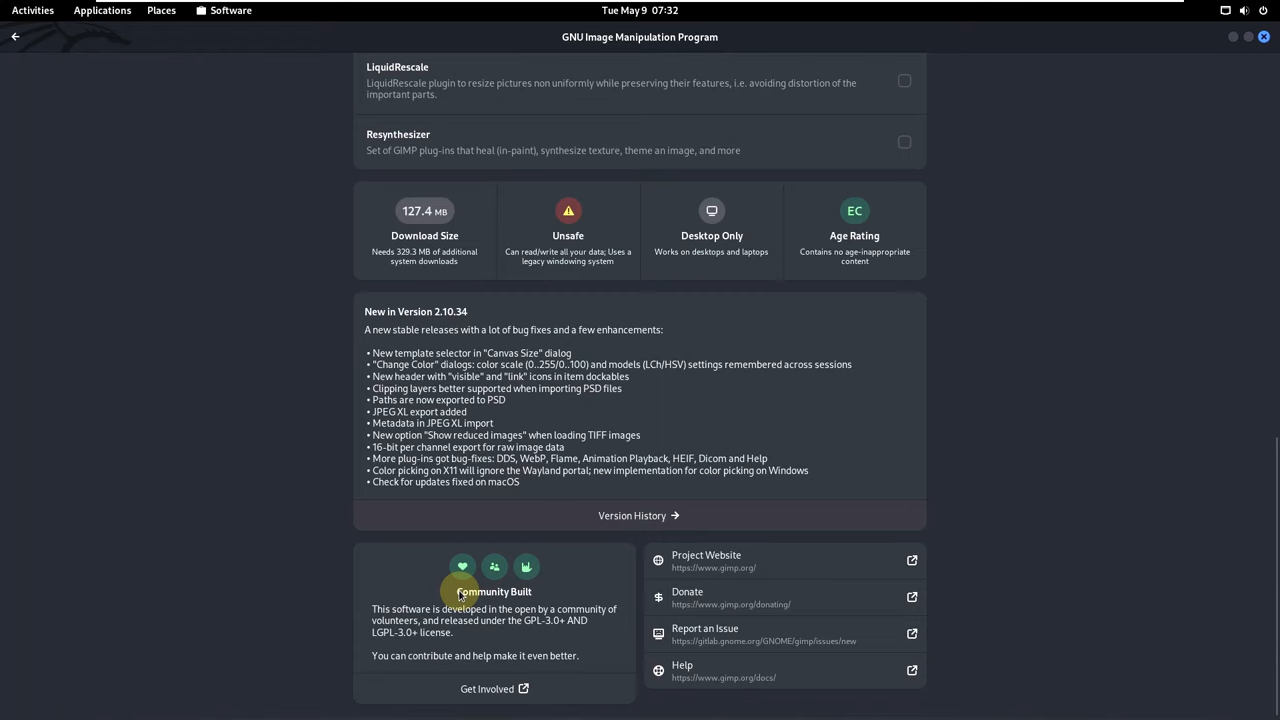 Activities Applications Places Software Tue May 9 07:32
GNU Image Manipulation Program
LiquidRescale
LiquidRescale plugin to resize pictures non uniformly while preserving their features, i.e. avoiding distortion of the
important parts.
Resynthesizer
Set of GIMP plug-ins that heal (in-paint), synthesize texture, theme an image, and more
127.4 MB
Download Size
Needs 329.3 MB of additional
system downloads
Unsafe
Can read/write all your data; Uses a
legacy windowing system
Desktop Only
Works on desktops and laptops
EC
Age Rating
Contains no age-inappropriate
content
New in Version 2.10.34
A new stable releases with a lot of bug fixes and a few enhancements:
• New template selector in "Canvas Size" dialog
• "Change Color" dialogs: color scale (0..255/0..100) and models (LCh/HSV) settings remembered across sessions
• New header with "visible" and "link" icons in item dockables
• Clipping layers better supported when importing PSD files
• Paths are now exported to PSD
• JPEG XL export added
• Metadata in JPEG XL import
• New option "Show reduced images" when loading TIFF images
• 16-bit per channel export for raw image data
• More plug-ins got bug-fixes: DDS, WebP, Flame, Animation Playback, HEIF, Dicom and Help
• Color picking on X11 will ignore the Wayland portal; new implementation for color picking on Windows
• Check for updates fixed on macOS
Version History
Community Built
This software is developed in the open by a community of
volunteers, and released under the GPL-3.0+ AND
LGPL-3.0+ license.
You can contribute and help make it even better.
Get Involved
Project Website
https://www.gimp.org/
Donate
https://www.gimp.org/donating/
Report an Issue
https://gitlab.gnome.org/GNOME/gimp/issues/new
Help
https://www.gimp.org/docs/